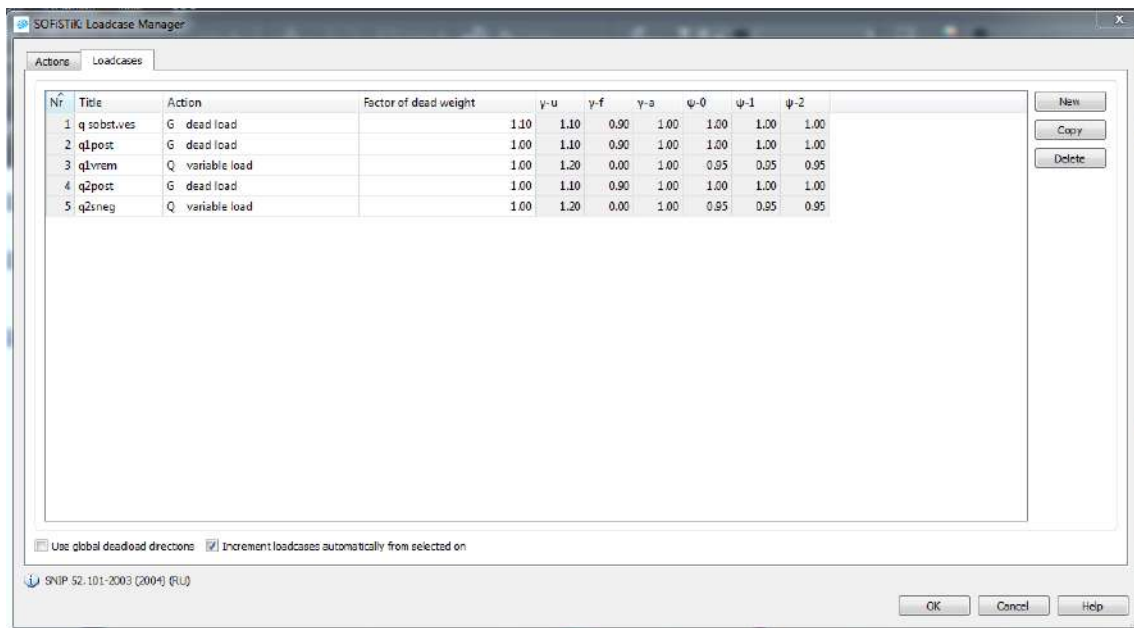 SOFiSTiK: Loadcase Manager
X
Actions Loadcases
Nr Title Action Factor of dead weight γ-u γ-f γ-a ψ-0 ψ-1 ψ-2
1 q sobst.ves G dead load 1.10 1.10 0.90 1.00 1.00 1.00 1.00
2 q1post G dead load 1.00 1.10 0.90 1.00 1.00 1.00 1.00
3 q1vrem Q variable load 1.00 1.20 0.00 1.00 0.95 0.95 0.95
4 q2post G dead load 1.00 1.10 0.90 1.00 1.00 1.00 1.00
5 q2sneg Q variable load 1.00 1.20 0.00 1.00 0.95 0.95 0.95
New
Copy
Delete
Use global deadload directions Increment loadcases automatically from selected on
SNIP 52.101-2003 (2004) (RU)
OK Cancel Help